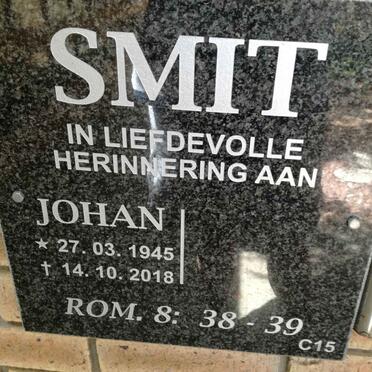 SMIT
IN LIEFDEVOLLE
HERINNERING AAN
JOHAN
★ 27. 03. 1945
† 14. 10. 2018
ROM. 8: 38 - 39
C15